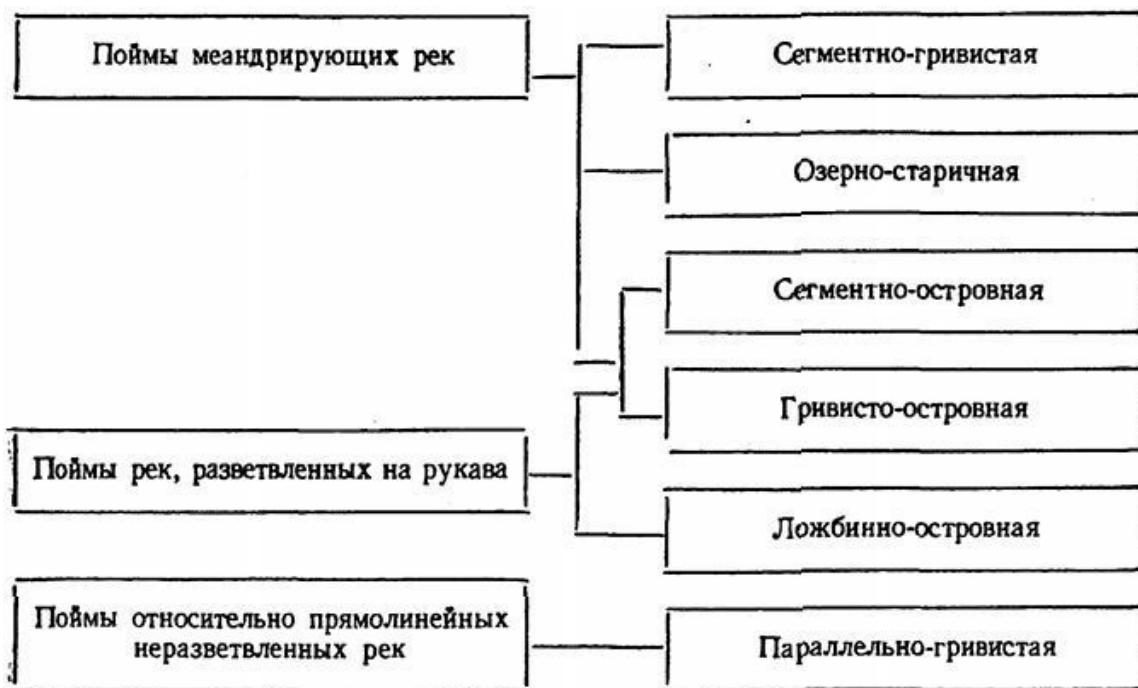 Поймы меандрирующих рек
Сегментно-гривистая
Озерно-старичная
Сегментно-островная
Гривисто-островная
Поймы рек, разветвленных на рукава
Ложбинно-островная
Поймы относительно прямолинейных
неразветвленных рек
Параллельно-гривистая